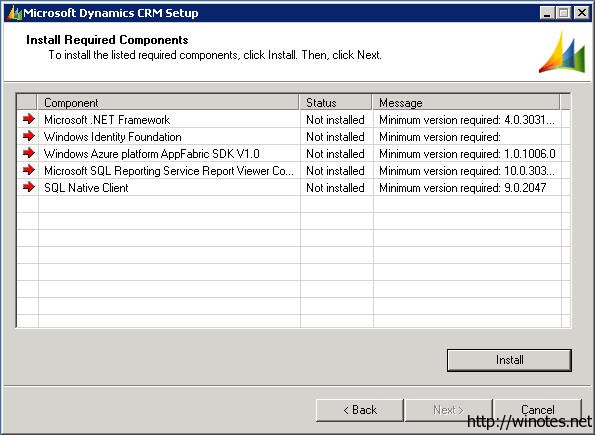 Microsoft Dynamics CRM Setup
Install Required Components
To install the listed required components, click Install. Then, click Next.
Component Status Message
Microsoft .NET Framework Not installed Minimum version required: 4.0.3031...
Windows Identity Foundation Not installed Minimum version required:
Windows Azure platform AppFabric SDK V1.0 Not installed Minimum version required: 1.0.1006.0
Microsoft SQL Reporting Service Report Viewer Co... Not installed Minimum version required: 10.0.303...
SQL Native Client Not installed Minimum version required: 9.0.2047
Install
< Back Next > Cancel
http://winotes.net